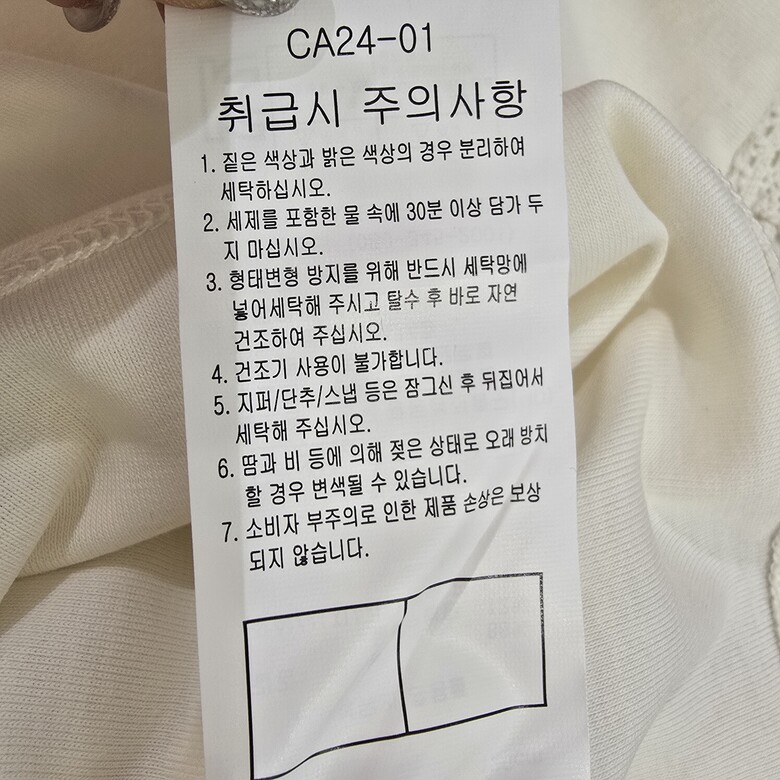 CA24-01
취급시 주의사항
1. 짙은 색상과 밝은 색상의 경우 분리하여
세탁하십시오.
2. 세제를 포함한 물 속에 30분 이상 담가 두
지 마십시오.
3. 형태변형 방지를 위해 반드시 세탁망에
넣어세탁해 주시고 탈수 후 바로 자연
건조하여 주십시오.
4. 건조기 사용이 불가합니다.
5. 지퍼/단추/스냅 등은 잠그신 후 뒤집어서
세탁해 주십시오.
6. 땀과 비 등에 의해 젖은 상태로 오래 방치
할 경우 변색될 수 있습니다.
7. 소비자 부주의로 인한 제품 손상은 보상
되지 않습니다.